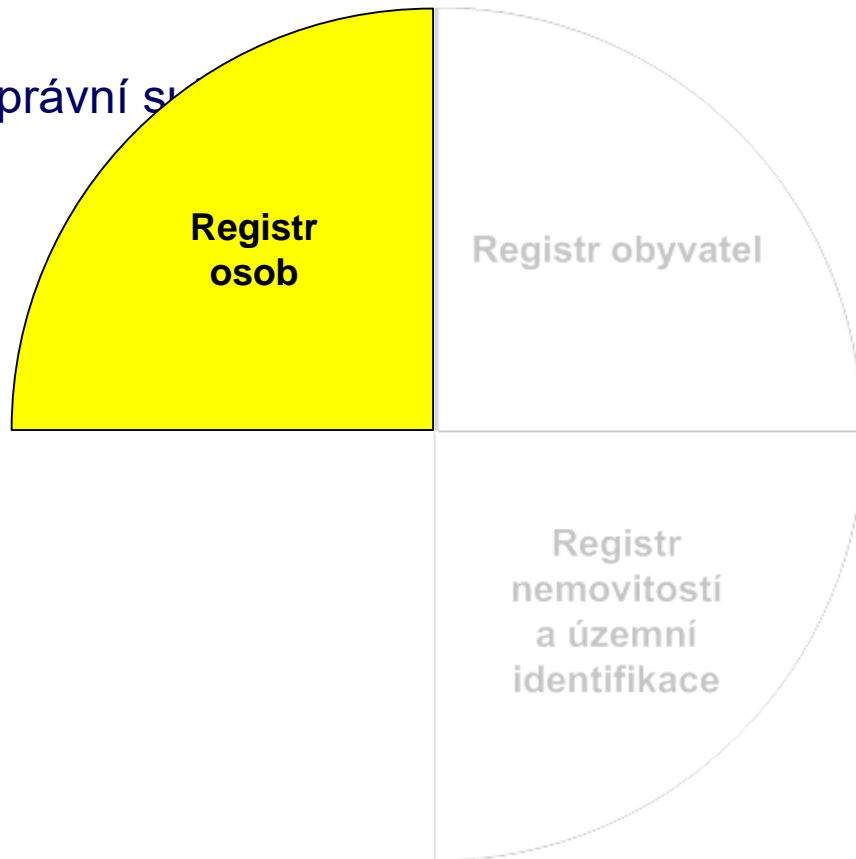 právní
Registr
osob
Registr obyvatel
Registr
nemovitostí
a územní
identifikace